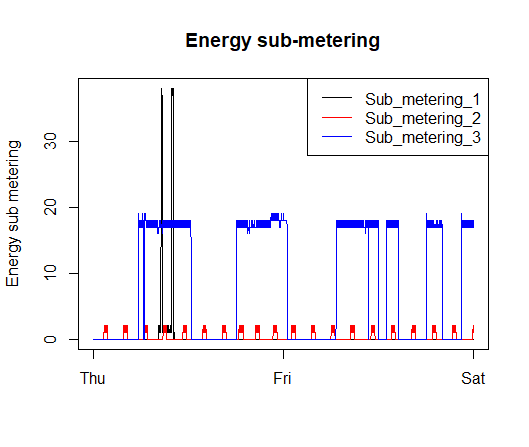 Energy sub-metering
Sub_metering_1
Sub_metering_2
Sub_metering_3
Energy sub metering
30
20
10
0
Thu
Fri
Sat